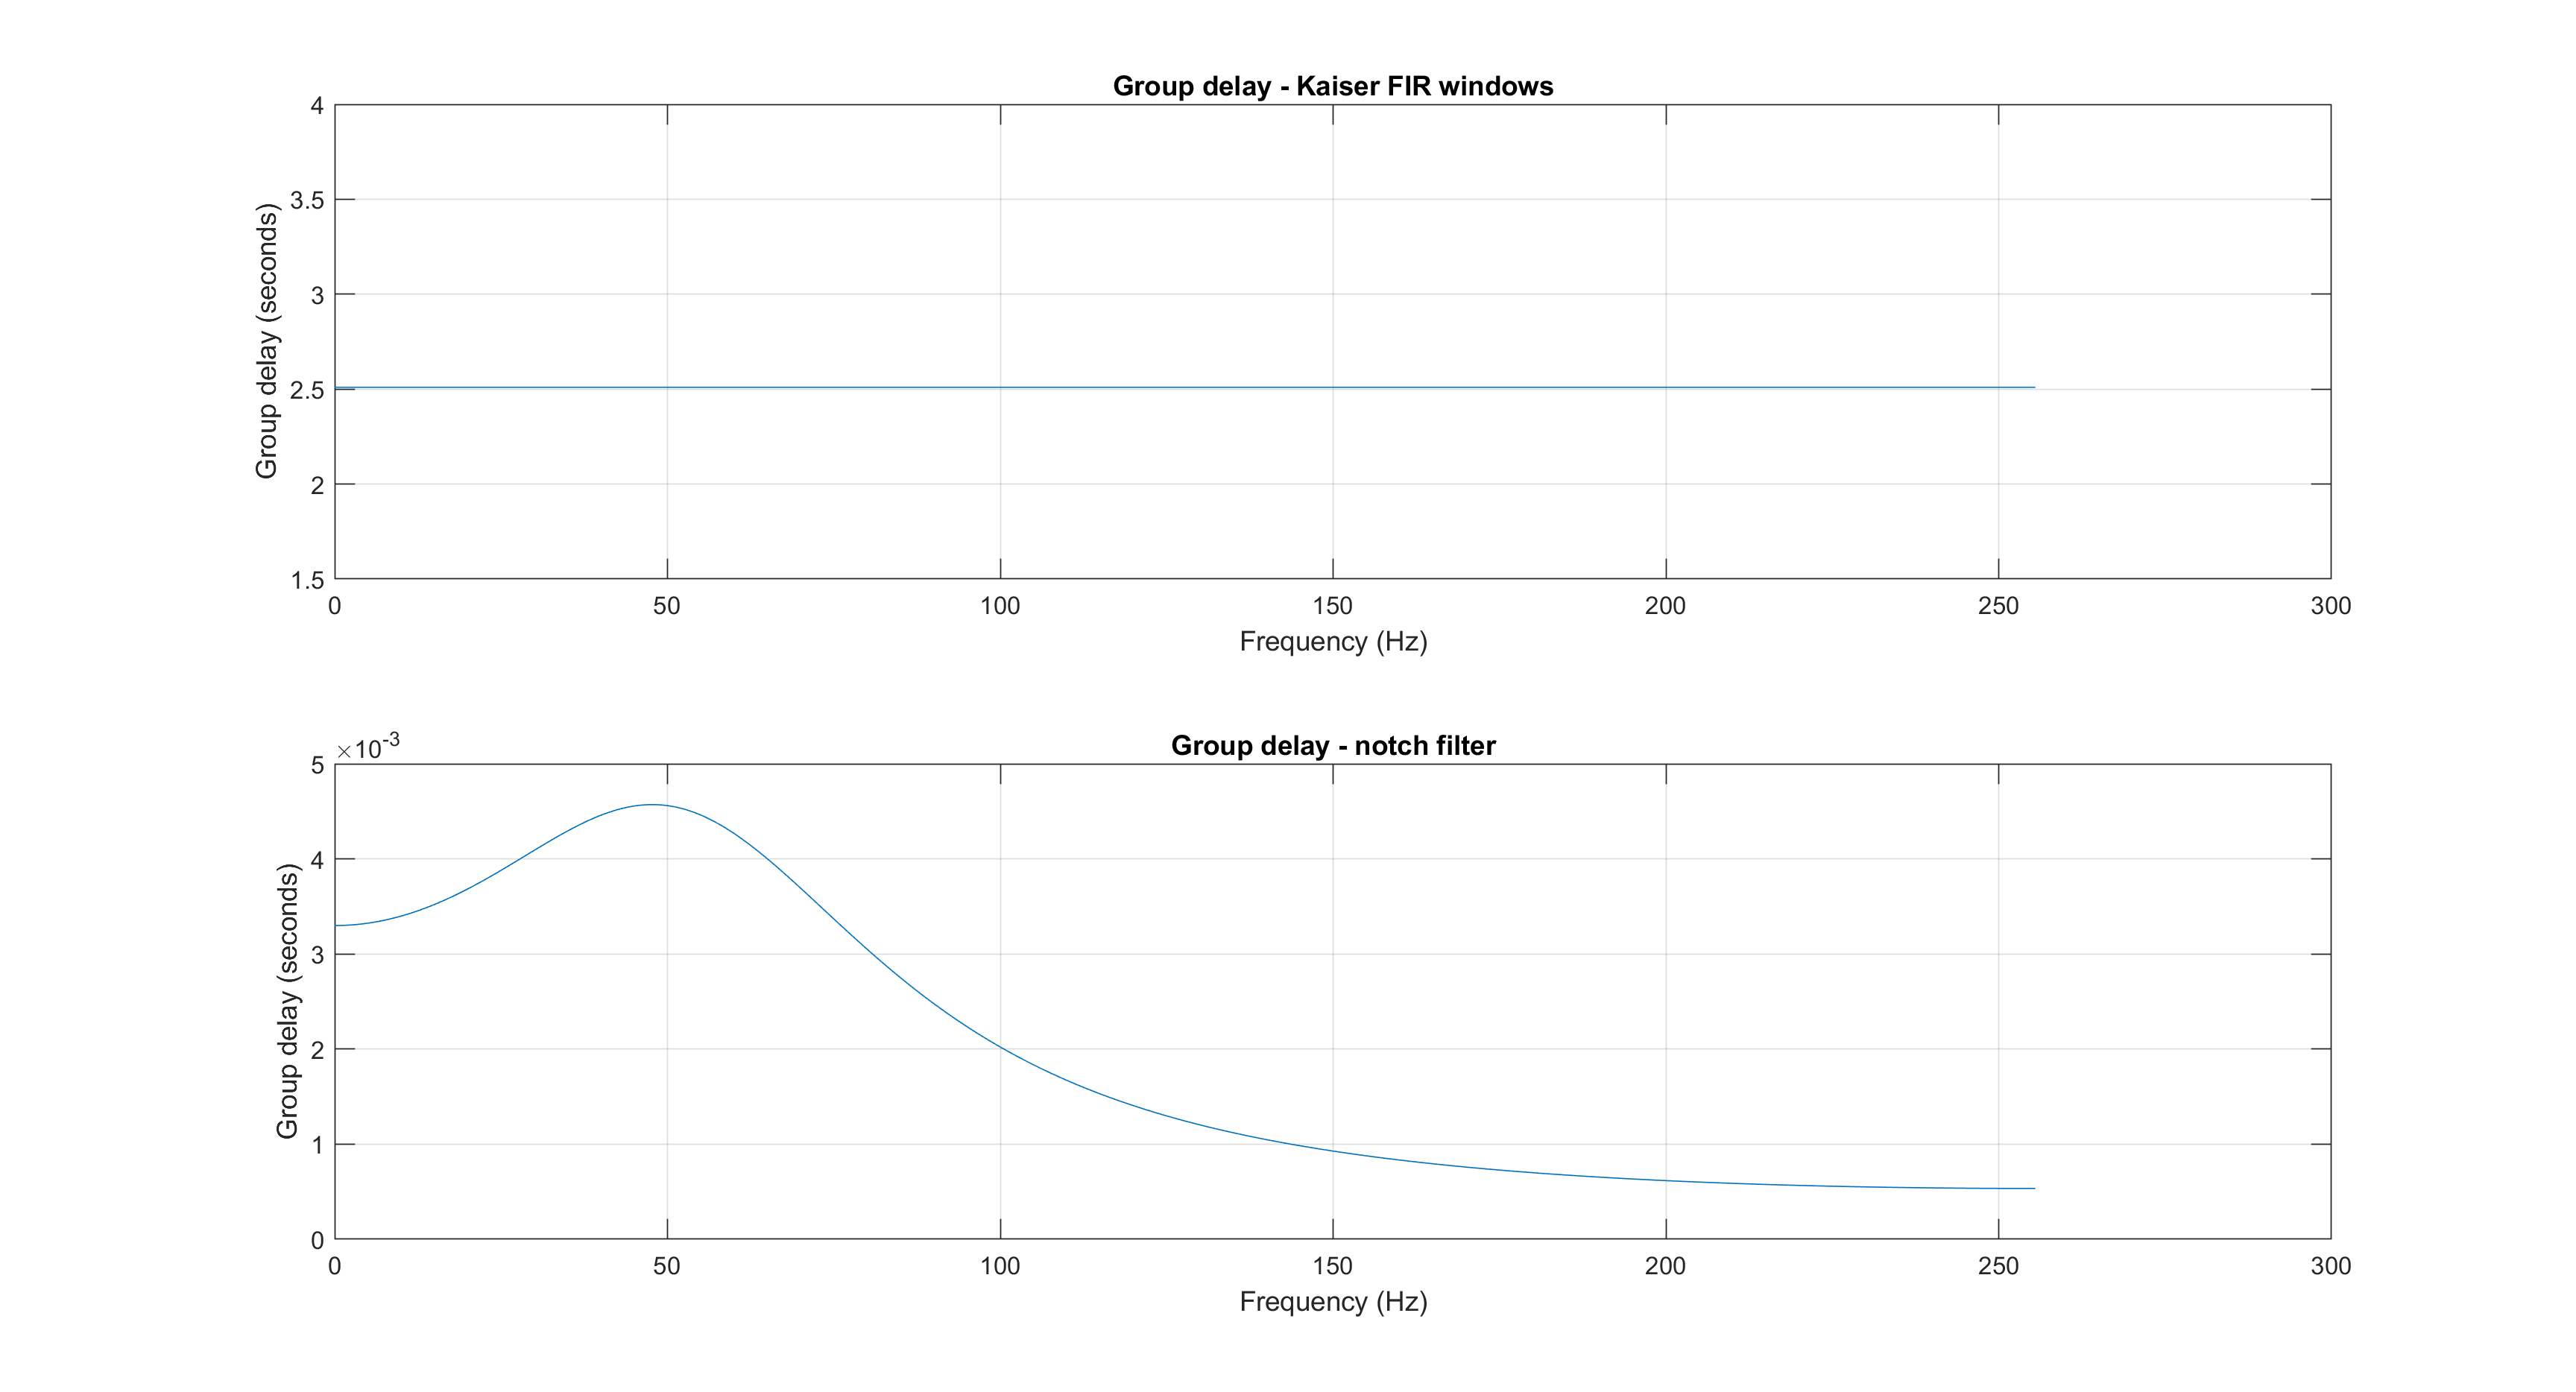 Group delay - Kaiser FIR windows
4
3.5
3
2.5
2
1.5
Group delay (seconds)
0 50 100 150 200 250 300
Frequency (Hz)
Group delay - notch filter
×10-3
5
4
3
2
1
0
Group delay (seconds)
0 50 100 150 200 250 300
Frequency (Hz)